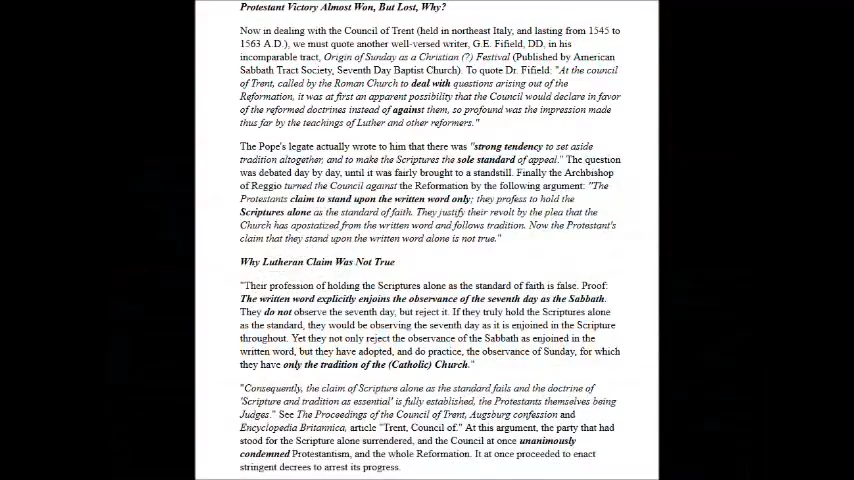 Protestant Victory Almost Won, But Lost, Why?
Now in dealing with the Council of Trent (held in northeast Italy, and lasting from 1545 to
1563 A.D.), we must quote another well-versed writer, G.E. Fifield, DD, in his
incomparable tract, Origin of Sunday as a Christian (?) Festival (Published by American
Sabbath Tract Society, Seventh Day Baptist Church). To quote Dr. Fifield: "At the council
of Trent, called by the Roman Church to deal with questions arising out of the
Reformation, it was at first an apparent possibility that the Council would declare in favor
of the reformed doctrines instead of against them, so profound was the impression made
thus far by the teachings of Luther and other reformers."
The Pope's legate actually wrote to him that there was "strong tendency to set aside
tradition altogether, and to make the Scriptures the sole standard of appeal." The question
was debated day by day, until it was fairly brought to a standstill. Finally the Archbishop
of Reggio turned the Council against the Reformation by the following argument: "The
Protestants claim to stand upon the written word only; they profess to hold the
Scriptures alone as the standard of faith. They justify their revolt by the plea that the
Church has apostatized from the written word and follows tradition. Now the Protestant's
claim that they stand upon the written word alone is not true."
Why Lutheran Claim Was Not True
"Their profession of holding the Scriptures alone as the standard of faith is false. Proof:
The written word explicitly enjoins the observance of the seventh day as the Sabbath.
They do not observe the seventh day, but reject it. If they truly hold the Scriptures alone
as the standard, they would be observing the seventh day as it is enjoined in the Scripture
throughout. Yet they not only reject the observance of the Sabbath as enjoined in the
written word, but they have adopted, and do practice, the observance of Sunday, for which
they have only the tradition of the (Catholic) Church."
"Consequently, the claim of Scripture alone as the standard fails and the doctrine of
'Scripture and tradition as essential' is fully established, the Protestants themselves being
Judges." See The Proceedings of the Council of Trent, Augsburg confession and
Encyclopedia Britannica, article "Trent, Council of." At this argument, the party that had
stood for the Scripture alone surrendered, and the Council at once unanimously
condemned Protestantism, and the whole Reformation. It at once proceeded to enact
stringent decrees to arrest its progress.